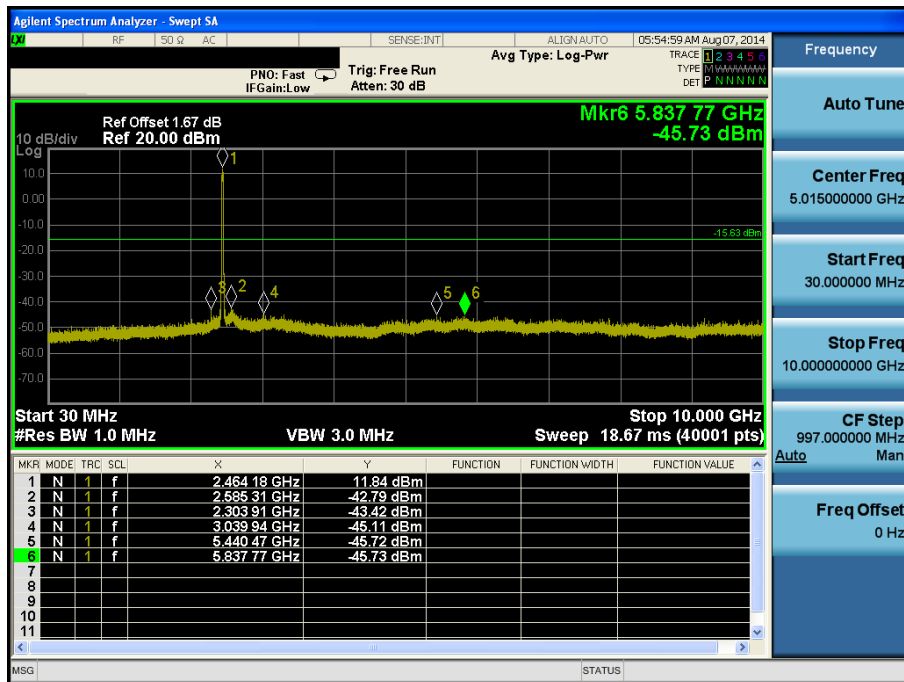 Agilent Spectrum Analyzer - Swept SA
LXI RF 50 Ω AC SENSE:INT ALIGN AUTO 05:54:59 AM Aug 07, 2014
Frequency
Avg Type: Log-Pwr
TRACE 1 2 3 4 5 6
PNO: Fast Trig: Free Run
TYPE M W W W W W
IFGain:Low Atten: 30 dB
DET P N N N N N
Auto Tune
Mkr6 5.837 77 GHz
-45.73 dBm
Ref Offset 1.67 dB
10 dB/div Ref 20.00 dBm
Log
1
10.0
0.00
-10.0
-15.63 dBm
-20.0
-30.0
3 2 4 5 6
-40.0
-50.0
-60.0
-70.0
Start 30 MHz Stop 10.000 GHz
#Res BW 1.0 MHz VBW 3.0 MHz Sweep 18.67 ms (40001 pts)
Center Freq
5.015000000 GHz
Start Freq
30.000000 MHz
Stop Freq
10.000000000 GHz
CF Step
997.000000 MHz
Auto Man
Freq Offset
0 Hz
MKR MODE TRC SCL X Y FUNCTION FUNCTION WIDTH FUNCTION VALUE
1 N 1 f 2.464 18 GHz 11.84 dBm
2 N 1 f 2.585 31 GHz -42.79 dBm
3 N 1 f 2.303 91 GHz -43.42 dBm
4 N 1 f 3.039 94 GHz -45.11 dBm
5 N 1 f 5.440 47 GHz -45.72 dBm
6 N 1 f 5.837 77 GHz -45.73 dBm
7
8
9
10
11
MSG STATUS